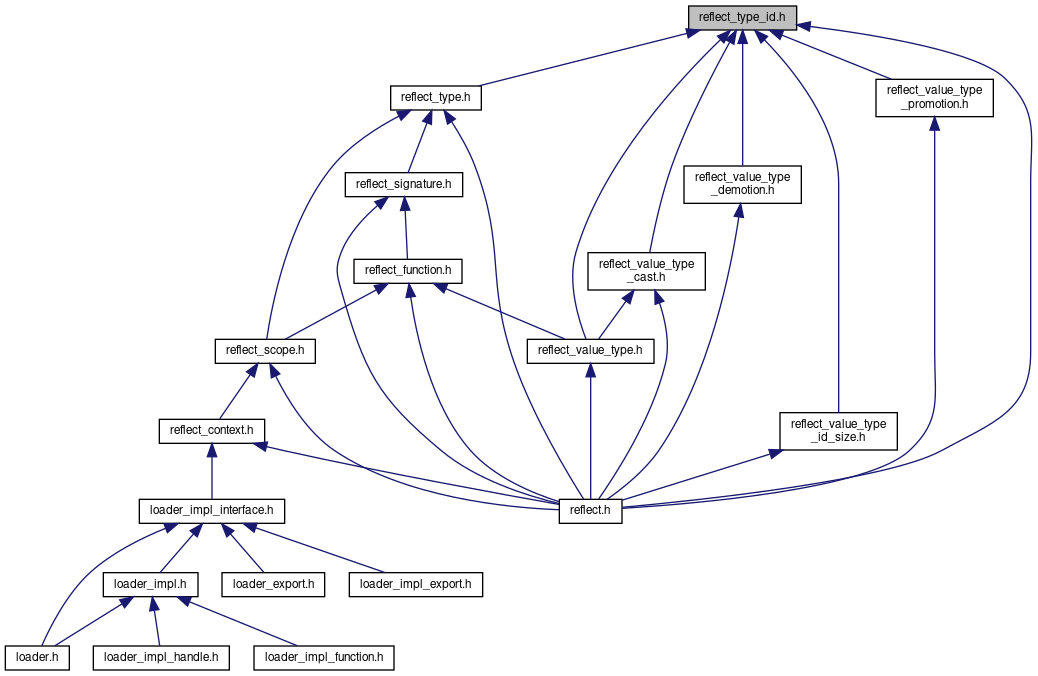 reflect_type_id.h
reflect_type.h
reflect_value_type
_promotion.h
reflect_signature.h
reflect_value_type
_demotion.h
reflect_function.h
reflect_value_type
_cast.h
reflect_scope.h
reflect_value_type.h
reflect_context.h
reflect_value_type
_id_size.h
loader_impl_interface.h
reflect.h
loader_impl.h
loader_export.h
loader_impl_export.h
loader.h
loader_impl_handle.h
loader_impl_function.h